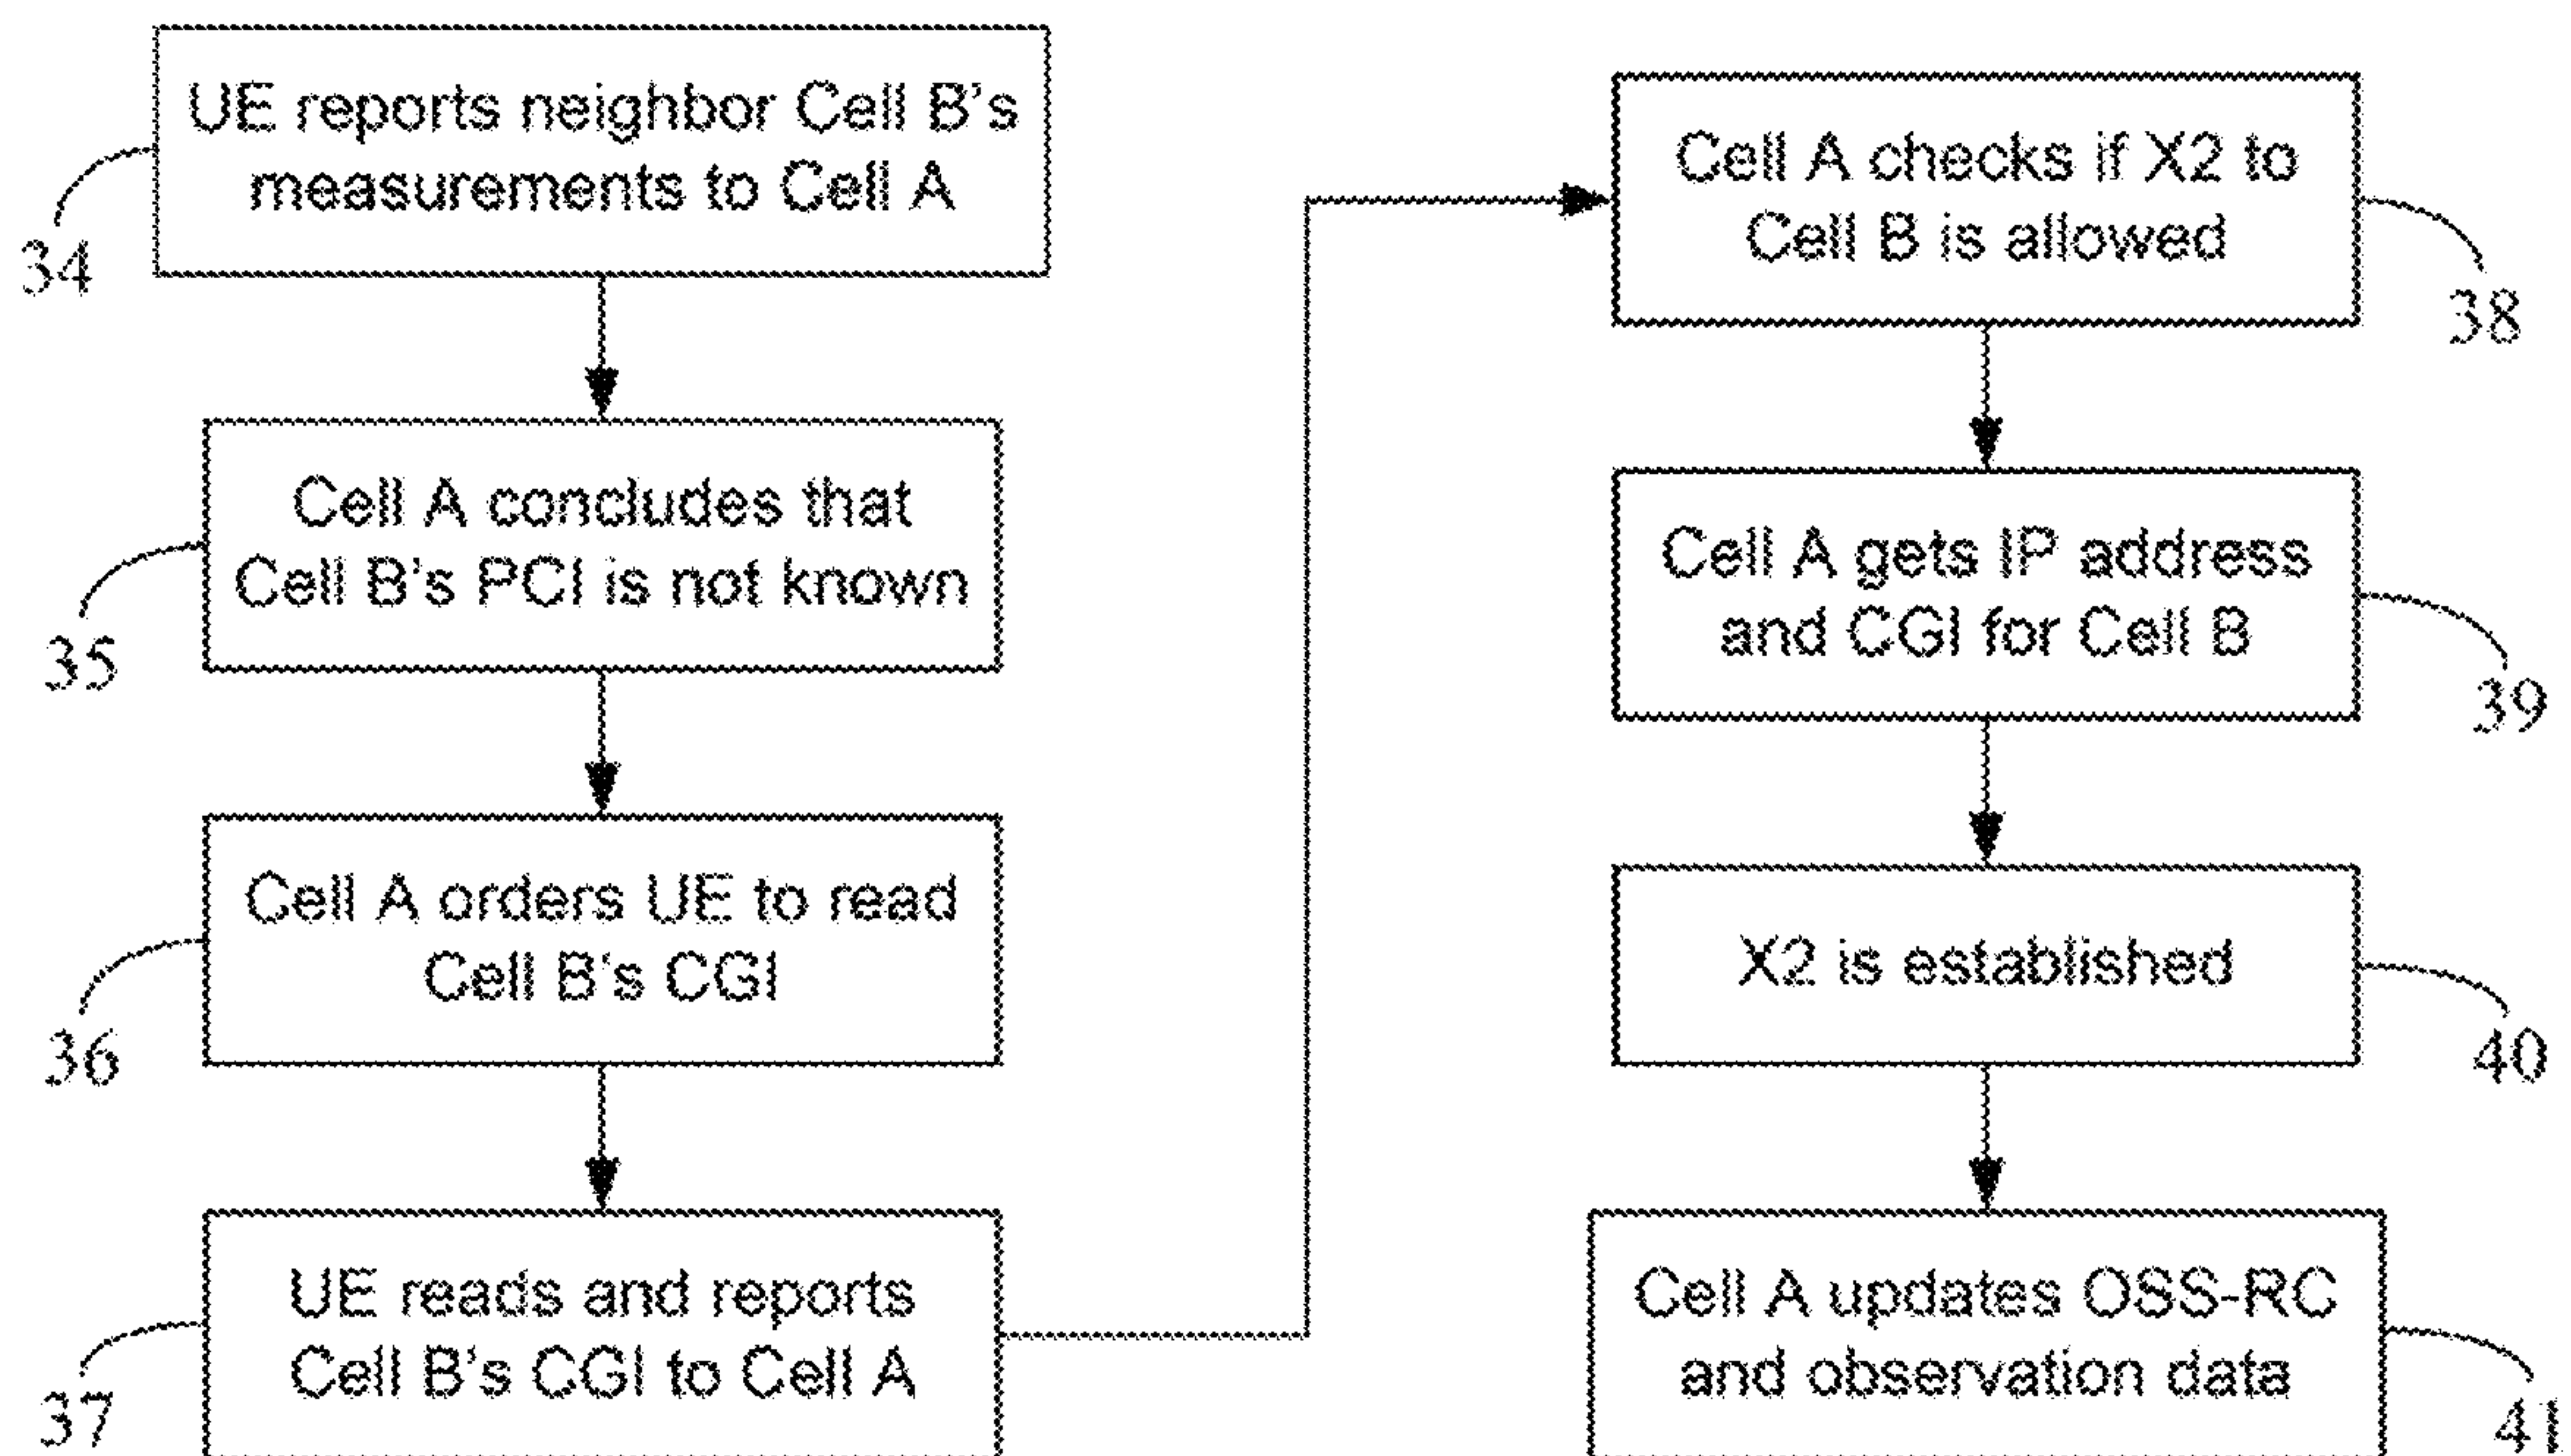 UE reports neighbor Cell B's
measurements to Cell A
34
Cell A concludes that
Cell B's PCI is not known
35
Cell A orders UE to read
Cell B's CGI
36
UE reads and reports
Cell B's CGI to Cell A
37
Cell A checks if X2 to
Cell B is allowed
38
Cell A gets IP address
and CGI for Cell B
39
X2 is established
40
Cell A updates OSS-RC
and observation data
41